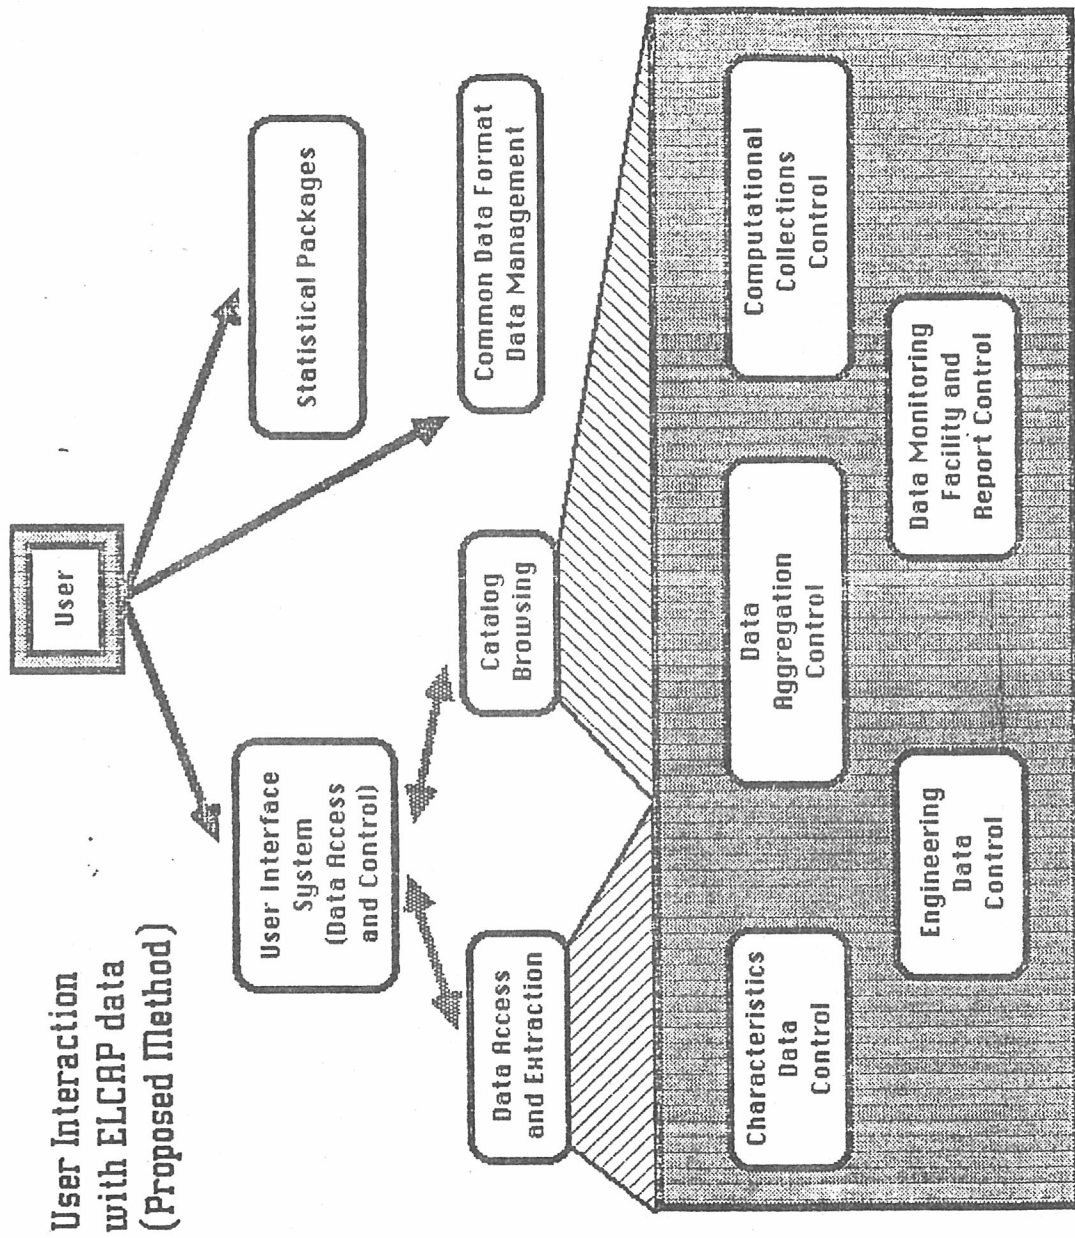 User Interaction
with ELCAP data
(Proposed Method)
User
User Interface
System
(Data Access
and Control)
Statistical Packages
Data Access
and Extraction
Catalog
Browsing
Common Data Format
Data Management
Characteristics
Data
Control
Data
Aggregation
Control
Computational
Collections
Control
Engineering
Data
Control
Data Monitoring
Facility and
Report Control